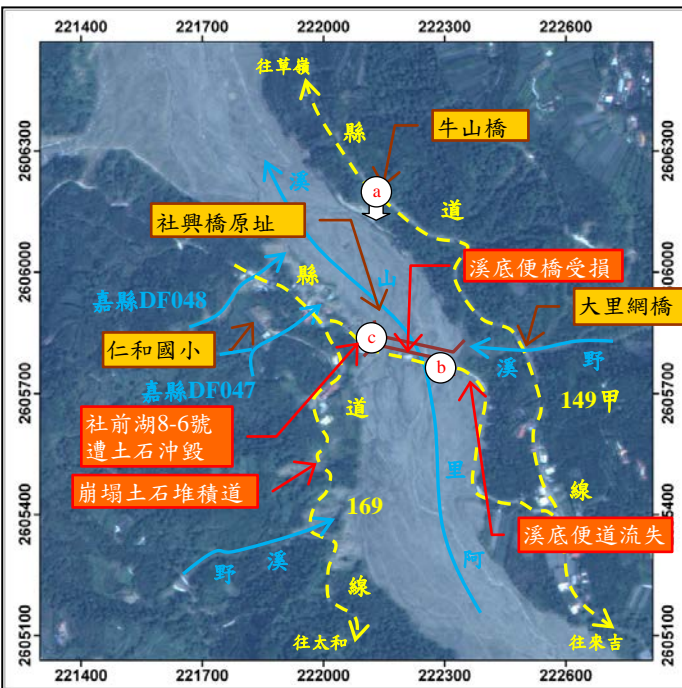 221400 221700 222000 222300 222600
往草嶺
縣
牛山橋
2606300
a
溪
道
社興橋原址
溪底便橋受損
2606000
縣
山
嘉縣DF048
大里網橋
仁和國小
c
b
溪
野
2605700
嘉縣DF047
道
149甲
社前湖8-6號
遭土石沖毀
里
線
崩塌土石堆積道
169
2605400
溪底便道流失
野
溪
線
阿
2605100
往太和
往來吉
221400 221700 222000 222300 222600